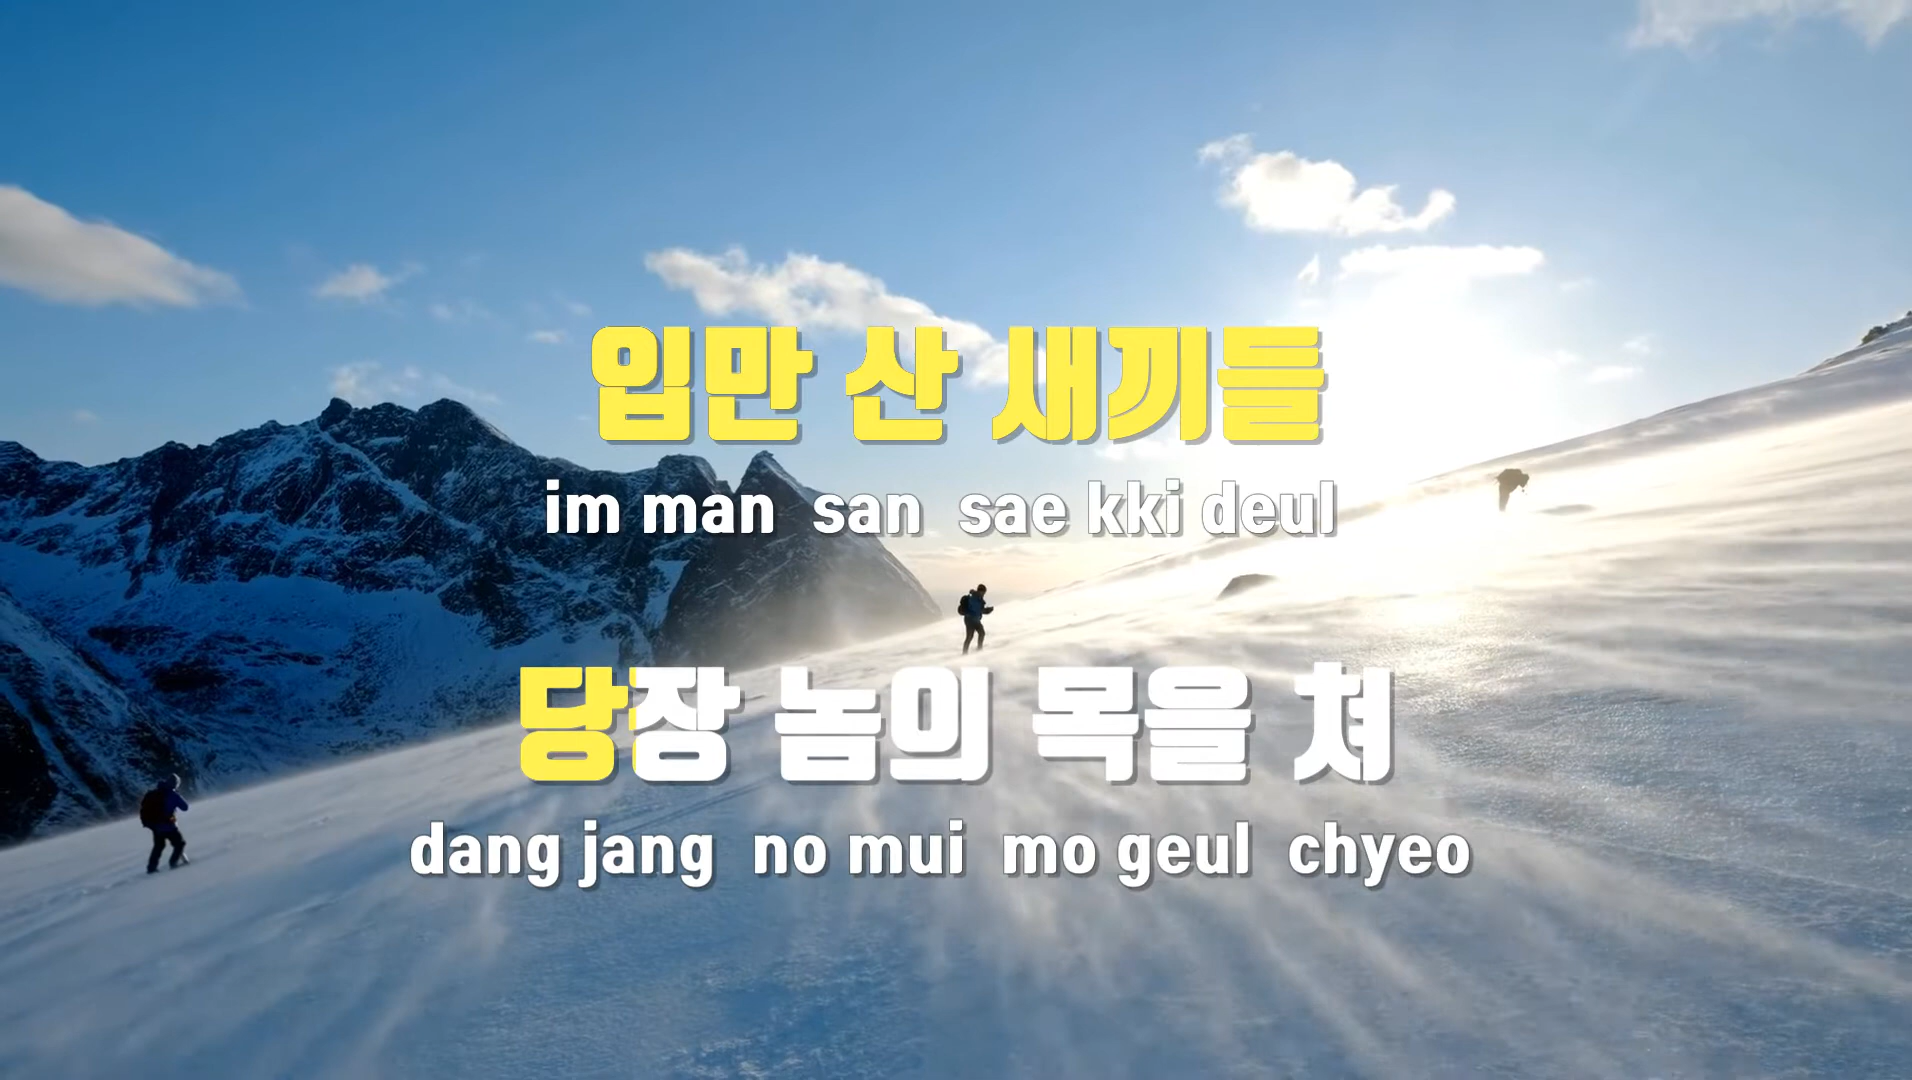 입만 산 새끼들
im man san sae kki deul
당장 놈의 목을 쳐
dang jang no mui mo geul chyeo